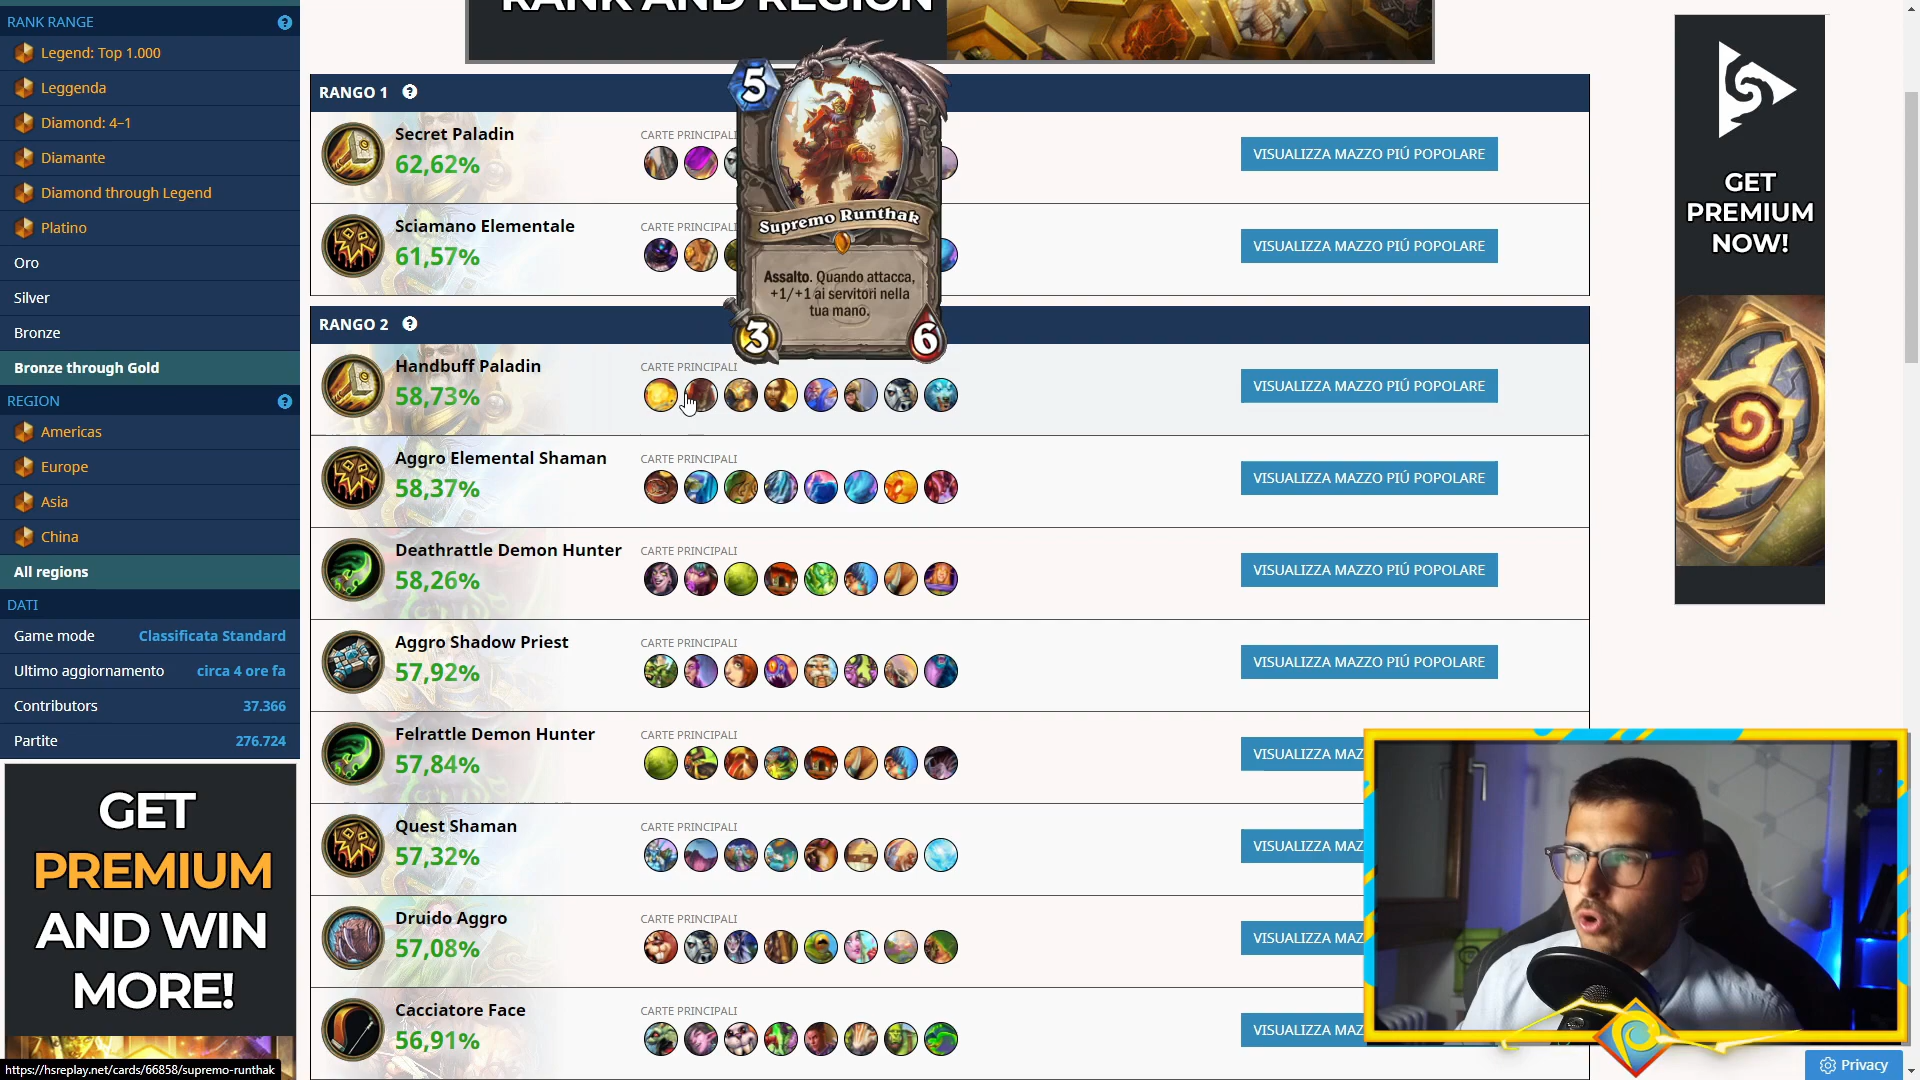 RANK AND REGION
RANK RANGE
Legend: Top 1.000
Leggenda
Diamond: 4–1
Diamante
Diamond through Legend
Platino
Oro
Silver
Bronze
Bronze through Gold
REGION
Americas
Europe
Asia
China
All regions
DATI
Game mode Classificata Standard
Ultimo aggiornamento circa 4 ore fa
Contributors 37.366
Partite 276.724
GET
PREMIUM
AND WIN
MORE!
https://hsreplay.net/cards/66858/supremo-runthak
RANGO 1
Secret Paladin
62,62%
CARTE PRINCIPALI
VISUALIZZA MAZZO PIÚ POPOLARE
Sciamano Elementale
61,57%
CARTE PRINCIPALI
VISUALIZZA MAZZO PIÚ POPOLARE
5
Supremo Runthak
Assalto. Quando attacca,
+1/+1 ai servitori nella
tua mano.
3
6
RANGO 2
Handbuff Paladin
58,73%
CARTE PRINCIPALI
VISUALIZZA MAZZO PIÚ POPOLARE
Aggro Elemental Shaman
58,37%
CARTE PRINCIPALI
VISUALIZZA MAZZO PIÚ POPOLARE
Deathrattle Demon Hunter
58,26%
CARTE PRINCIPALI
VISUALIZZA MAZZO PIÚ POPOLARE
Aggro Shadow Priest
57,92%
CARTE PRINCIPALI
VISUALIZZA MAZZO PIÚ POPOLARE
Felrattle Demon Hunter
57,84%
CARTE PRINCIPALI
VISUALIZZA MAZ
Quest Shaman
57,32%
CARTE PRINCIPALI
VISUALIZZA MAZ
Druido Aggro
57,08%
CARTE PRINCIPALI
VISUALIZZA MAZ
Cacciatore Face
56,91%
CARTE PRINCIPALI
VISUALIZZA MAZ
GET
PREMIUM
NOW!
Privacy